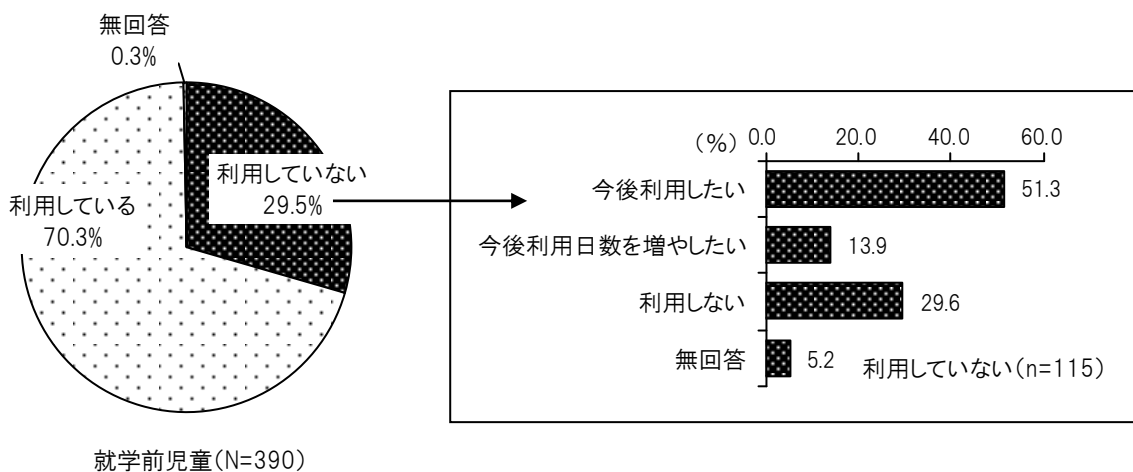 無回答
0.3%
利用していない
29.5%
利用している
70.3%
就学前児童(N=390)
(%)
0.0
20.0
40.0
60.0
今後利用したい
51.3
今後利用日数を増やしたい
13.9
利用しない
29.6
無回答
5.2
利用していない(n=115)